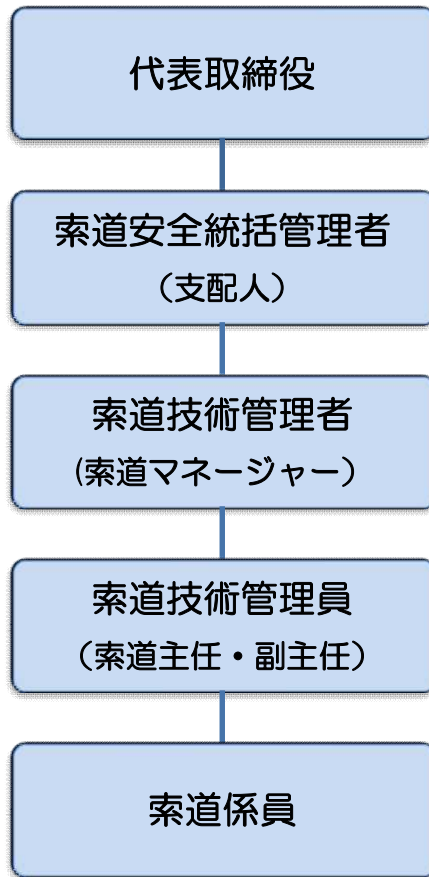 代表取締役
索道安全統括管理者
（支配人）
索道技術管理者
(索道マネージャー）
索道技術管理員
（索道主任・副主任）
索道係員